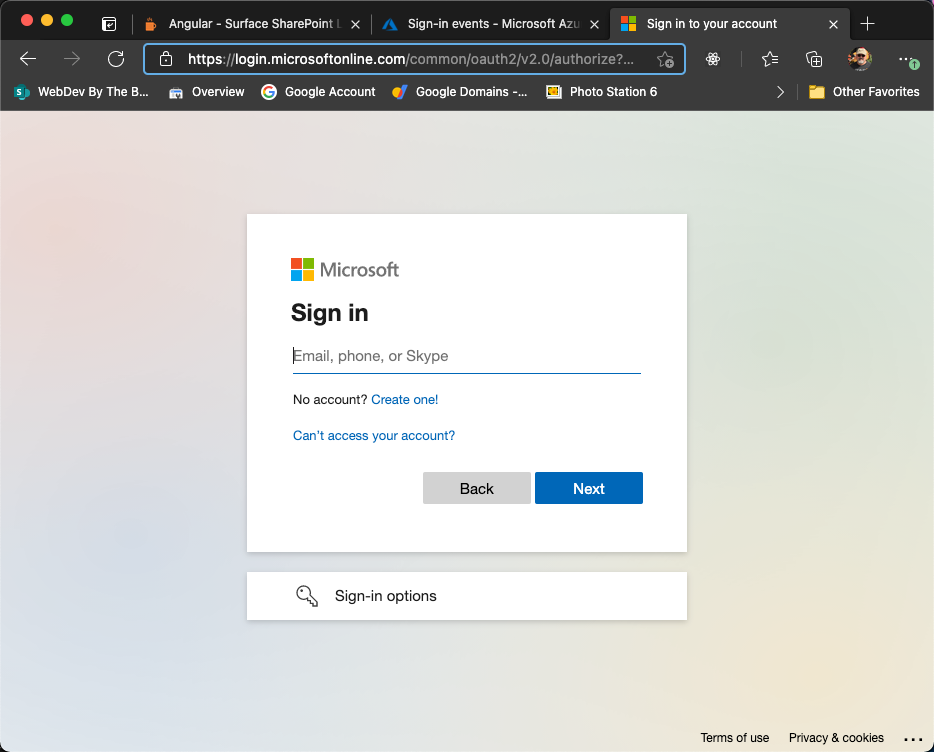 Angular - Surface SharePoint L
Sign-in events - Microsoft Azu
Sign in to your account
https://login.microsoftonline.com/common/oauth2/v2.0/authorize?...
WebDev By The B...
Overview
Google Account
Google Domains -...
Photo Station 6
Other Favorites
Microsoft
Sign in
Email, phone, or Skype
No account? Create one!
Can't access your account?
Back
Next
Sign-in options
Terms of use
Privacy & cookies
...